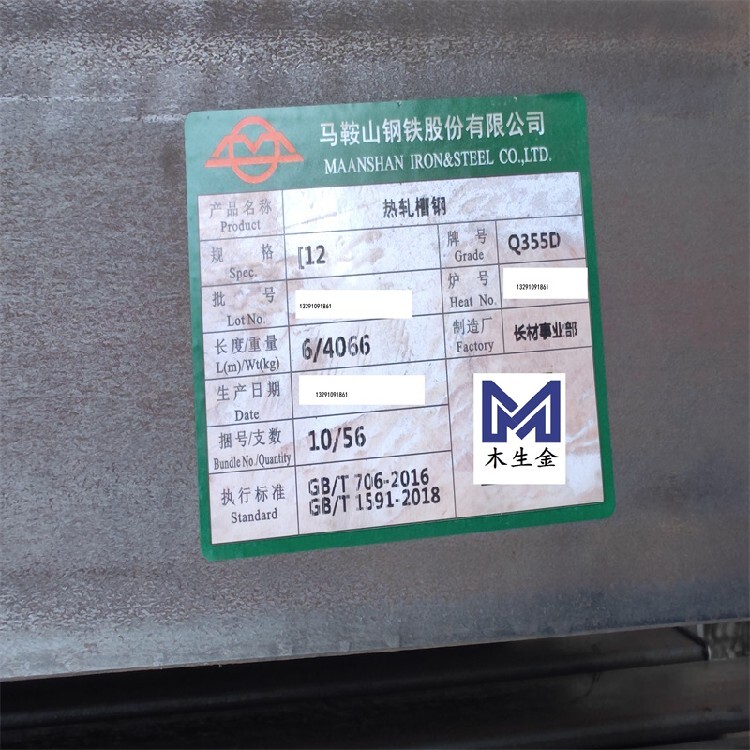 马鞍山钢铁股份有限公司
MAANSHAN IRON&STEEL CO.,LTD.
产品名称
Product
热轧槽钢
规格
Spec.
[12
牌号
Grade
Q355D
批号
Lot No.
13291091861
炉号
Heat No.
13291091861
长度/重量
L(m)/Wt(kg)
6/4066
制造厂
Factory
长材事业部
生产日期
Date
13291091861
捆号/支数
Bundle No./Quantity
10/56
木生金
执行标准
Standard
GB/T 706-2016
GB/T 1591-2018